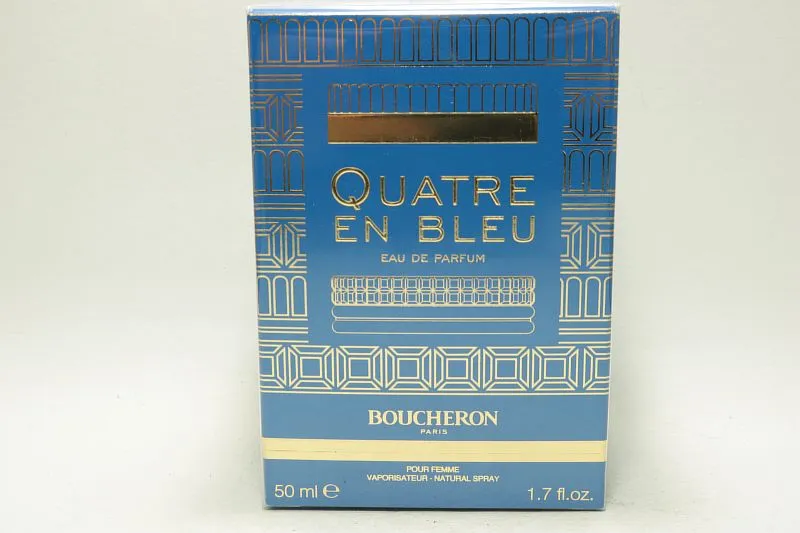 QUATRE
EN BLEU
EAU DE PARFUM
BOUCHERON
PARIS
POUR FEMME
VAPORISATEUR - NATURAL SPRAY
50 ml ℮
1.7 fl.oz.